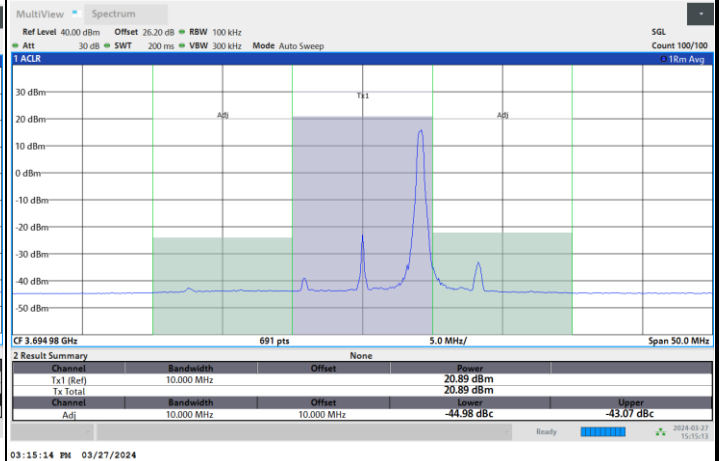 MultiView Spectrum
Ref Level 40.00 dBm Offset 26.20 dB RBW 100 kHz SGL
Att 30 dB SWT 200 ms VBW 300 kHz Mode Auto Sweep Count 100/100
1 ACLR 1Rm Avg
30 dBm
Tx1
20 dBm
Adj Adj
10 dBm
0 dBm
-10 dBm
-20 dBm
-30 dBm
-40 dBm
-50 dBm
CF 3.694 98 GHz 691 pts 5.0 MHz/ Span 50.0 MHz
2 Result Summary None
Channel Bandwidth Offset Power
Tx1 (Ref) 10.000 MHz 20.89 dBm
Tx Total 20.89 dBm
Channel Bandwidth Offset Lower Upper
Adj 10.000 MHz 10.000 MHz -44.98 dBc -43.07 dBc
Ready 2024-03-27
15:15:13
03:15:14 PM 03/27/2024